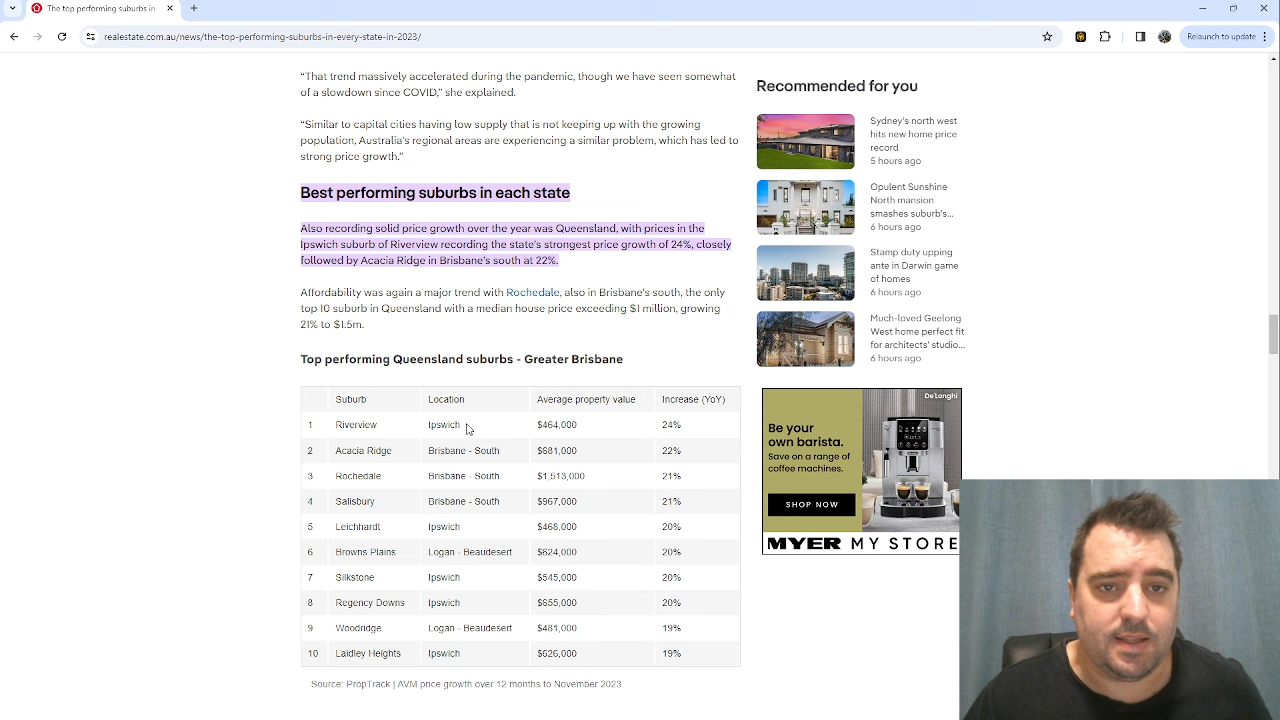 The top performing suburbs in
realestate.com.au/news/the-top-performing-suburbs-in-every-state-in-2023/
Relaunch to update
“That trend massively accelerated during the pandemic, though we have seen somewhat
of a slowdown since COVID,” she explained.
“Similar to capital cities having low supply that is not keeping up with the growing
population, Australia's regional areas are experiencing a similar problem, which has led to
strong price growth.”
Best performing suburbs in each state
Also recording solid price growth over the year was Queensland, with prices in the
Ipswich suburb of Riverview recording the state's strongest price growth of 24%, closely
followed by Acacia Ridge in Brisbane's south at 22%.
Affordability was again a major trend with Rochedale, also in Brisbane's south, the only
top 10 suburb in Queensland with a median house price exceeding $1 million, growing
21% to $1.5m.
Top performing Queensland suburbs - Greater Brisbane
Suburb Location Average property value Increase (YoY)
1 Riverview Ipswich $464,000 24%
2 Acacia Ridge Brisbane - South $681,000 22%
3 Rochedale Brisbane - South $1,513,000 21%
4 Salisbury Brisbane - South $967,000 21%
5 Leichhardt Ipswich $468,000 20%
6 Browns Plains Logan - Beaudesert $624,000 20%
7 Silkstone Ipswich $545,000 20%
8 Regency Downs Ipswich $655,000 20%
9 Woodridge Logan - Beaudesert $481,000 19%
10 Laidley Heights Ipswich $626,000 19%
Source: PropTrack | AVM price growth over 12 months to November 2023
Recommended for you
Sydney's north west
hits new home price
record
5 hours ago
Opulent Sunshine
North mansion
smashes suburb's...
6 hours ago
Stamp duty upping
ante in Darwin game
of homes
6 hours ago
Much-loved Geelong
West home perfect fit
for architects' studio...
6 hours ago
De'Longhi
Be your
own barista.
Save on a range of
coffee machines.
SHOP NOW
MYER MY STORE